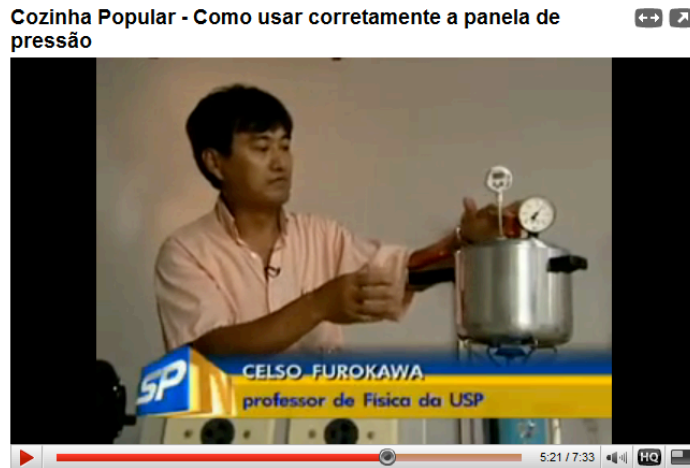 Cozinha Popular - Como usar corretamente a panela de
pressão
SP
CELSO FUROKAWA
professor de Física da USP
5:21 / 7:33
HQ